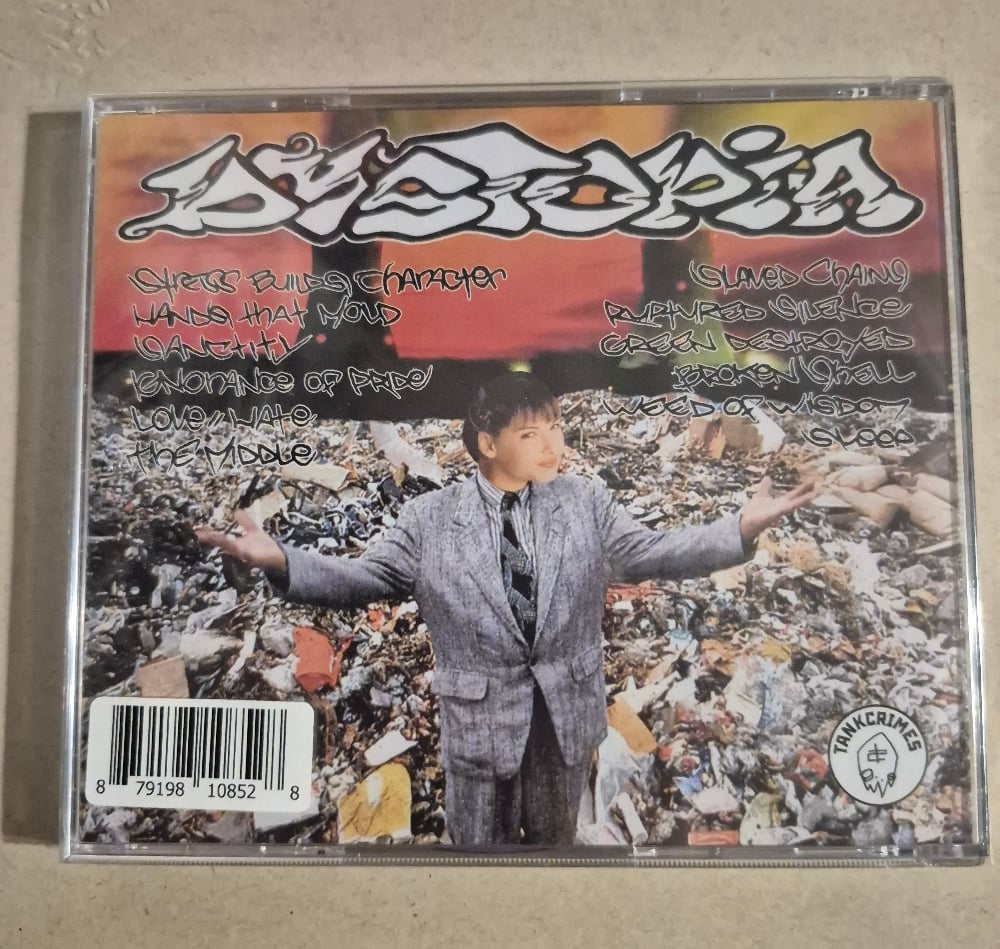 DYSTOPiA
Stress Builds Character
Hands that Mold
Sanctity
Ignorance of Pride
Love // Hate
the Middle
Slaved Chains
Ruptured Silence
Green Destroyed
Broken Shell
Weed of Wisdom
Sleep
8 79198 10852 8
TANKCRIMES